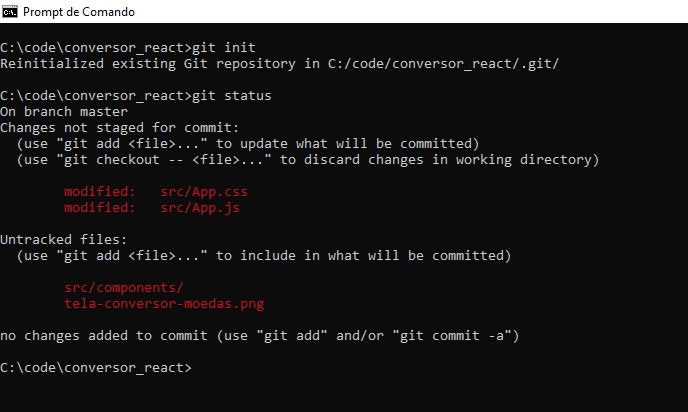 Prompt de Comando
C:\code\conversor_react>git init
Reinitialized existing Git repository in C:/code/conversor_react/.git/
C:\code\conversor_react>git status
On branch master
Changes not staged for commit:
  (use "git add <file>..." to update what will be committed)
  (use "git checkout -- <file>..." to discard changes in working directory)
        modified:   src/App.css
        modified:   src/App.js
Untracked files:
  (use "git add <file>..." to include in what will be committed)
        src/components/
        tela-conversor-moedas.png
no changes added to commit (use "git add" and/or "git commit -a")
C:\code\conversor_react>